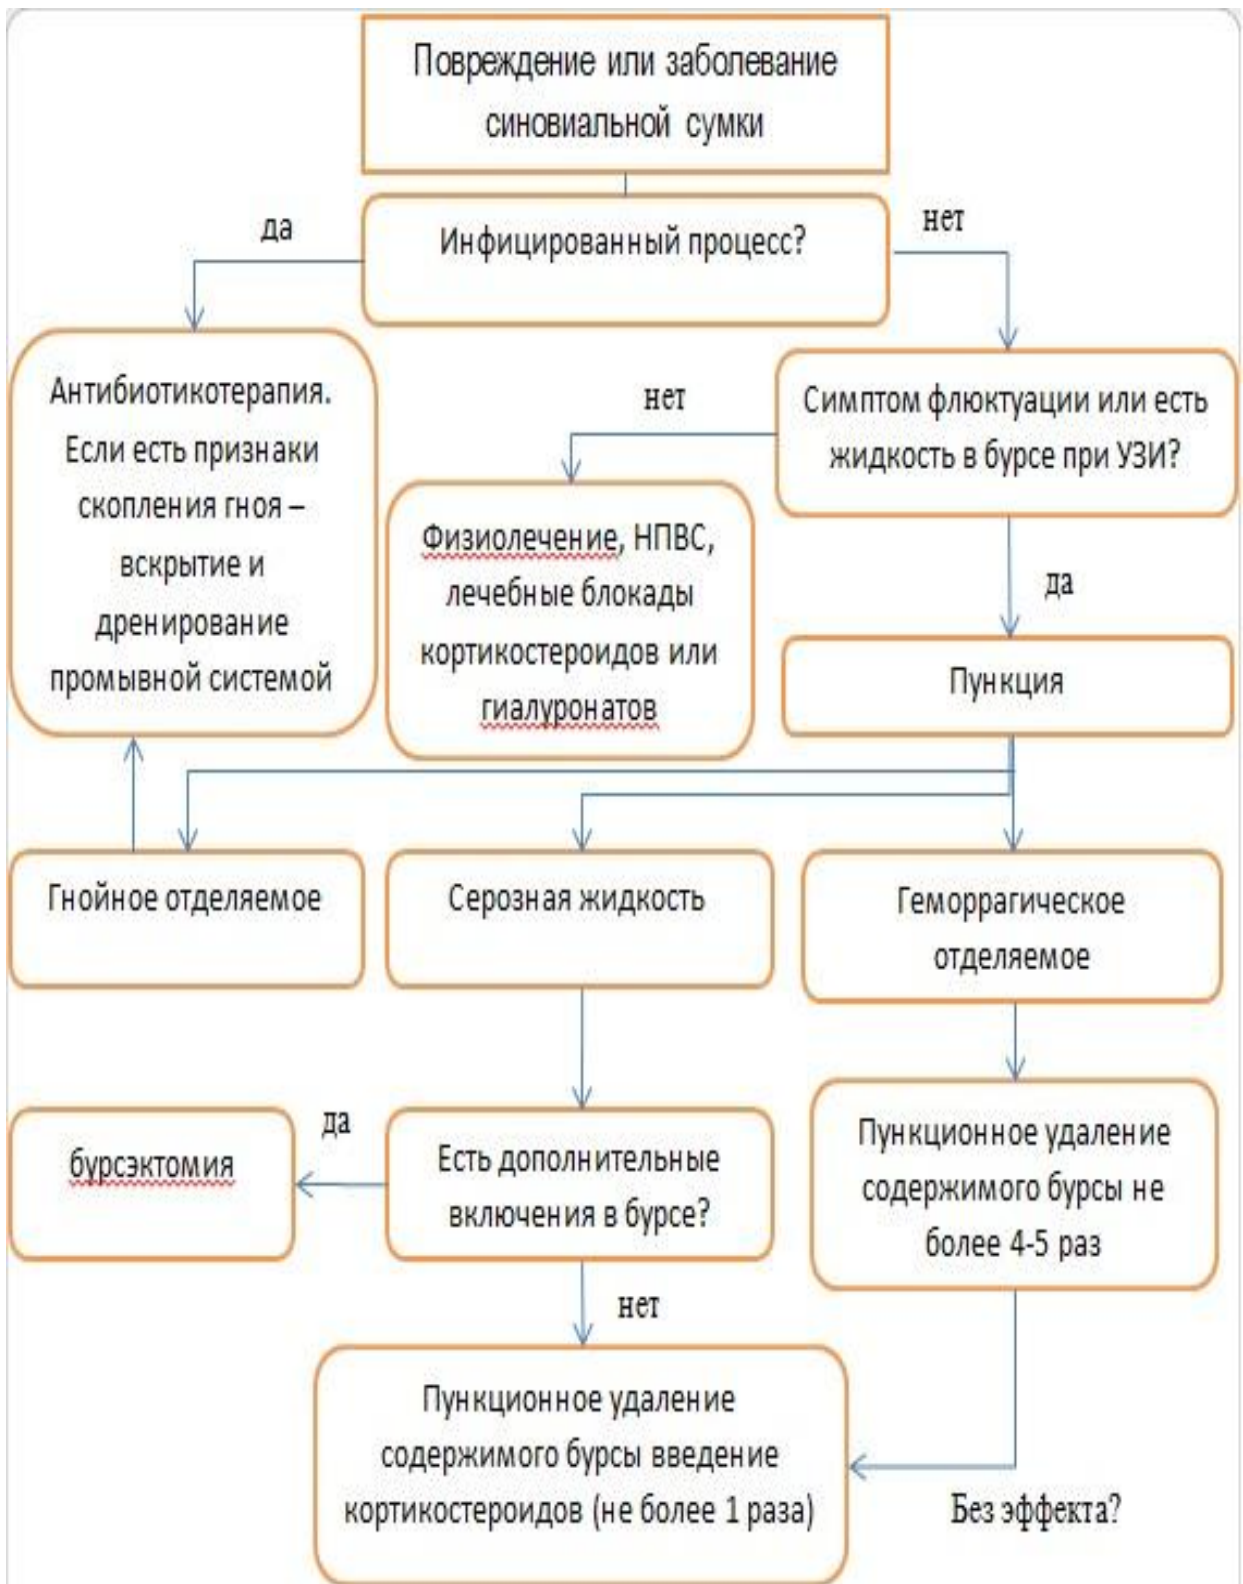 Повреждение или заболевание
синовиальной сумки
да
Инфицированный процесс?
нет
Антибиотикотерапия.
Если есть признаки
скопления гноя –
вскрытие и
дренирование
промывной системой
нет
Симптом флюктуации или есть
жидкость в бурсе при УЗИ?
Физиолечение, НПВС,
лечебные блокады
кортикостероидов или
гиалуронатов
да
Пункция
Гнойное отделяемое
Серозная жидкость
Геморрагическое
отделяемое
бурсэктомия
да
Есть дополнительные
включения в бурсе?
Пункционное удаление
содержимого бурсы не
более 4-5 раз
нет
Пункционное удаление
содержимого бурсы введение
кортикостероидов (не более 1 раза)
Без эффекта?